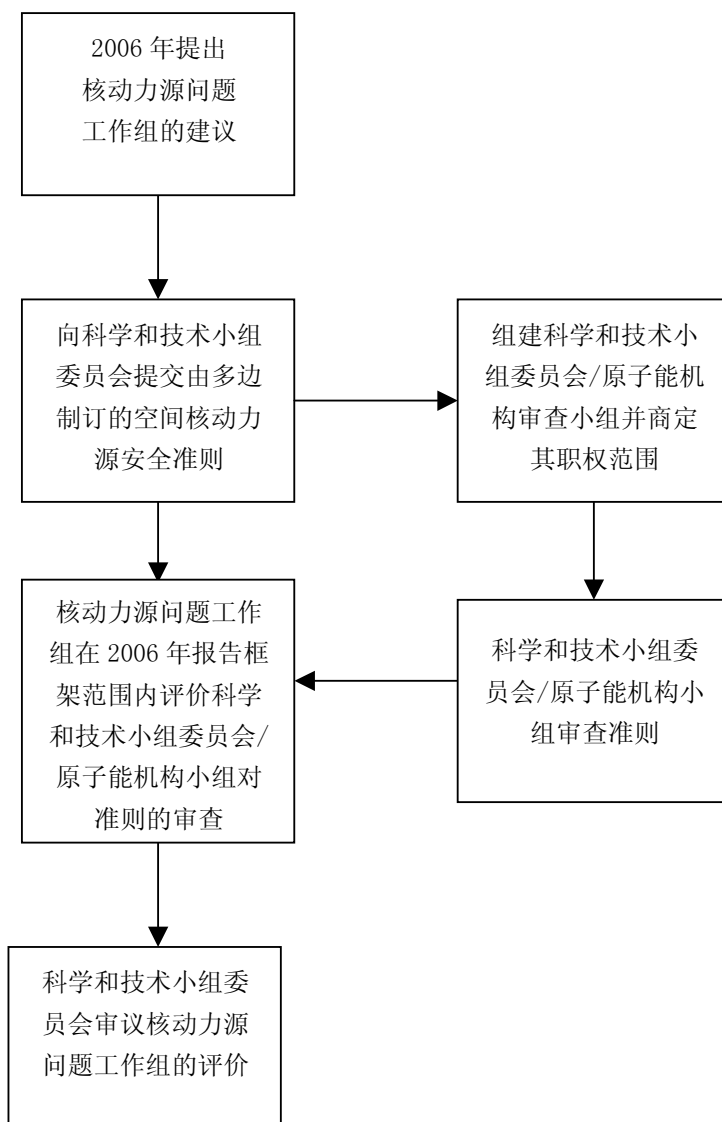 2006 年提出
核动力源问题
工作组的建议
向科学和技术小组
委员会提交由多边
制订的空间核动力
源安全准则
组建科学和技术小
组委员会/原子能机
构审查小组并商定
其职权范围
核动力源问题工作
组在 2006 年报告框
架范围内评价科学
和技术小组委员会/
原子能机构小组对
准则的审查
科学和技术小组委
员会/原子能机构小
组审查准则
科学和技术小组委
员会审议核动力源
问题工作组的评价